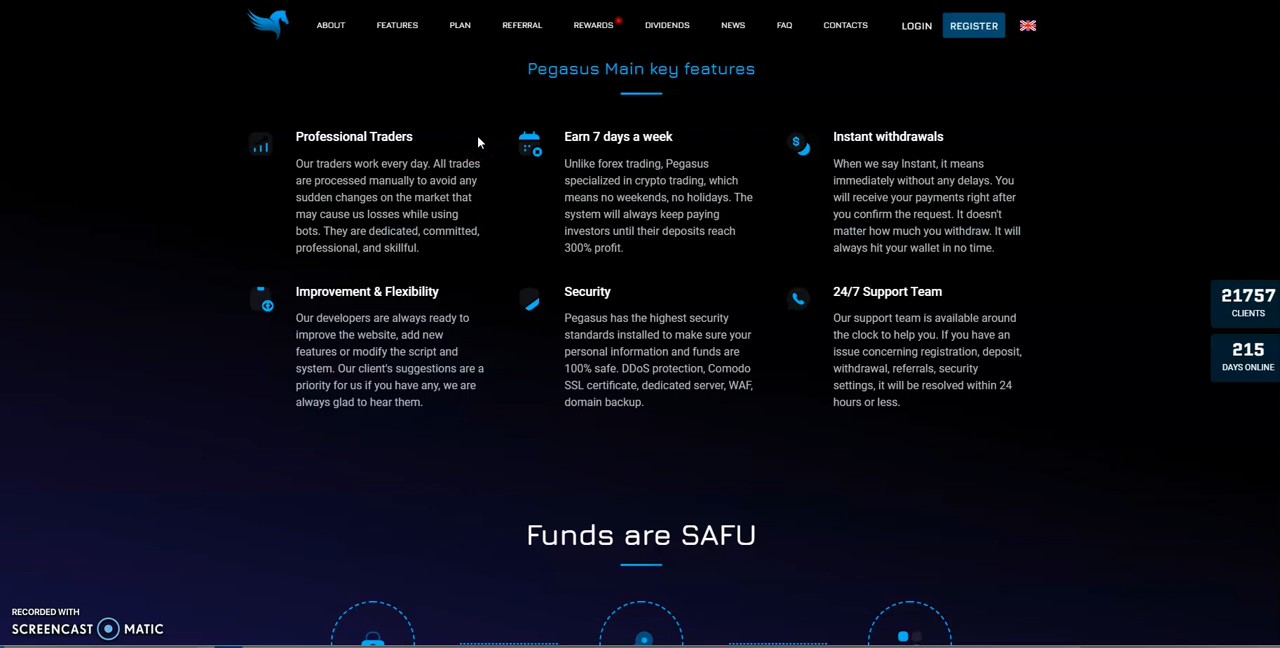 ABOUT FEATURES PLAN REFERRAL REWARDS DIVIDENDS NEWS FAQ CONTACTS LOGIN REGISTER
Pegasus Main key features
Professional Traders
Our traders work every day. All trades
are processed manually to avoid any
sudden changes on the market that
may cause us losses while using
bots. They are dedicated, committed,
professional, and skillful.
Earn 7 days a week
Unlike forex trading, Pegasus
specialized in crypto trading, which
means no weekends, no holidays. The
system will always keep paying
investors until their deposits reach
300% profit.
Instant withdrawals
When we say Instant, it means
immediately without any delays. You
will receive your payments right after
you confirm the request. It doesn't
matter how much you withdraw. It will
always hit your wallet in no time.
Improvement & Flexibility
Our developers are always ready to
improve the website, add new
features or modify the script and
system. Our client's suggestions are a
priority for us if you have any, we are
always glad to hear them.
Security
Pegasus has the highest security
standards installed to make sure your
personal information and funds are
100% safe. DDoS protection, Comodo
SSL certificate, dedicated server, WAF,
domain backup.
24/7 Support Team
Our support team is available around
the clock to help you. If you have an
issue concerning registration, deposit,
withdrawal, referrals, security
settings, it will be resolved within 24
hours or less.
21757
CLIENTS
215
DAYS ONLINE
Funds are SAFU
RECORDED WITH
SCREENCAST MATIC